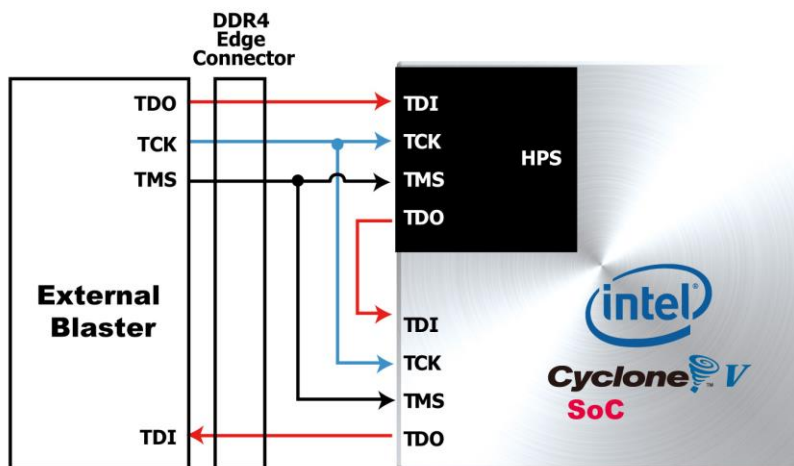 DDR4
Edge
Connector
TDO
TCK
TMS
External
Blaster
TDI
TDI
TCK
TMS
TDO
HPS
TDI
TCK
TMS
TDO
intel®
Cyclone™ V
SoC